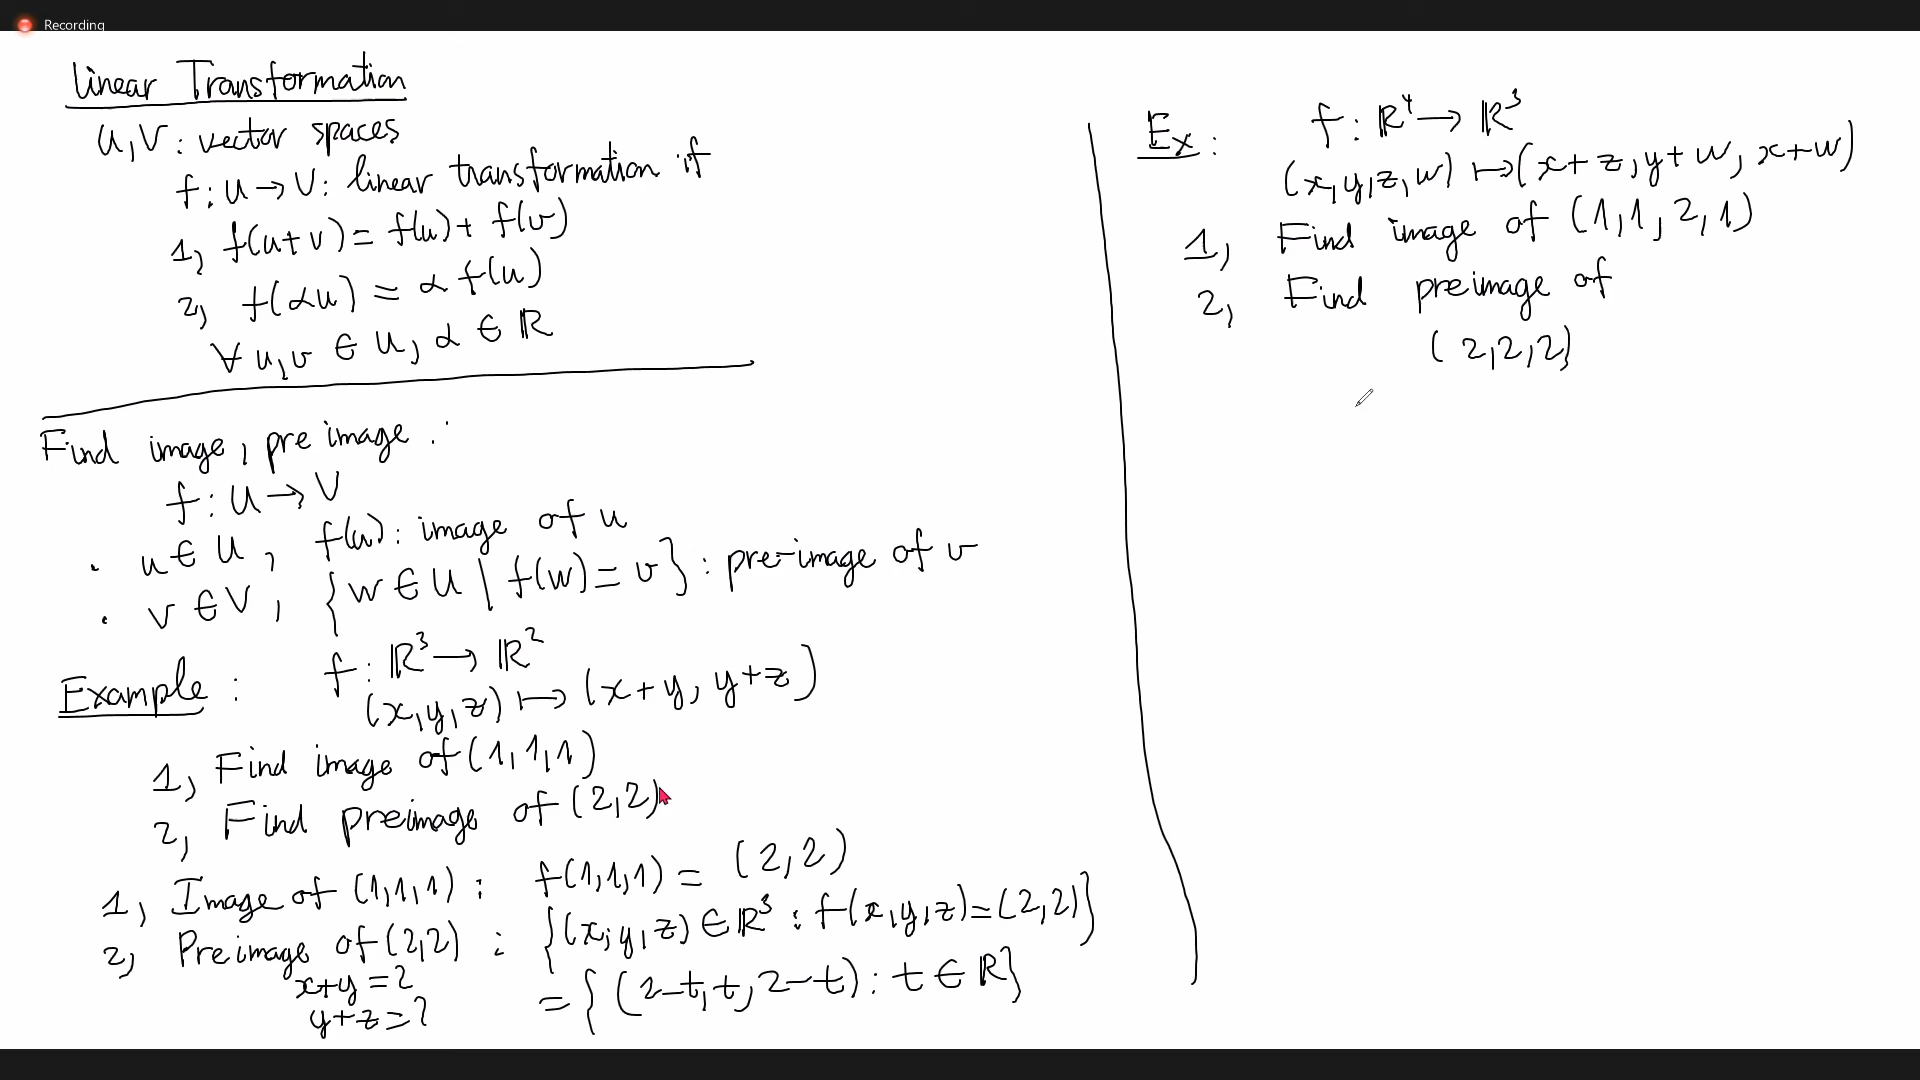 Recording
Linear Transformation
U, V : vector spaces
f : U → V : linear transformation if
1, f(u+v) = f(u) + f(v)
2, f(αu) = α f(u)
∀ u, v ∈ U, α ∈ ℝ
Find image, pre image :
f : U → V
· u ∈ U , f(u) : image of u
· v ∈ V , {w ∈ U | f(w) = v} : pre-image of v
Example : f : ℝ³ → ℝ²
(x, y, z) ↦ (x+y, y+z)
1, Find image of (1, 1, 1)
2, Find preimage of (2, 2)
1, Image of (1, 1, 1) : f(1, 1, 1) = (2, 2)
2, Preimage of (2, 2) : {(x, y, z) ∈ ℝ³ : f(x, y, z) = (2, 2)}
x+y = 2
= {(2-t, t, 2-t) : t ∈ ℝ}
y+z = 2
Ex : f : ℝ⁴ → ℝ³
(x, y, z, w) ↦ (x+z, y+w, x+w)
1, Find image of (1, 1, 2, 1)
2, Find preimage of
(2, 2, 2)